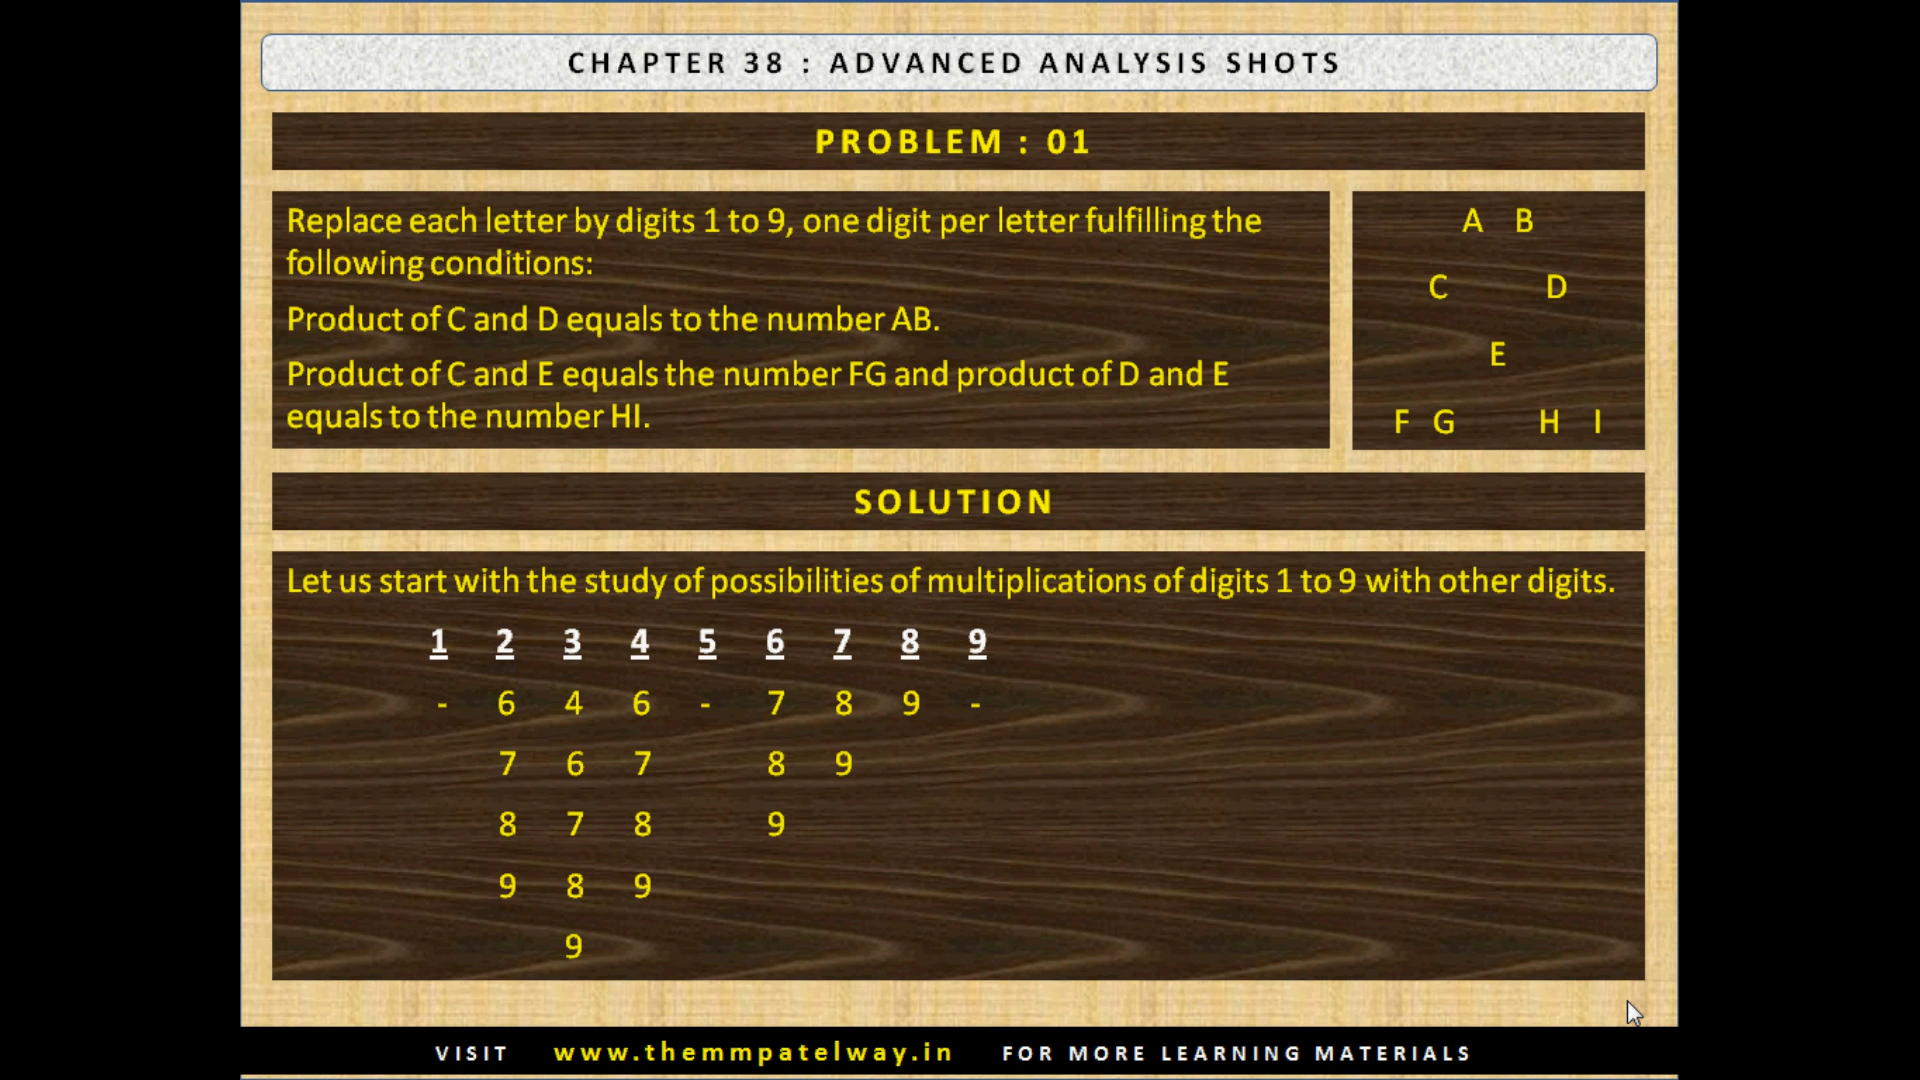 CHAPTER 38 : ADVANCED ANALYSIS SHOTS
PROBLEM : 01
Replace each letter by digits 1 to 9, one digit per letter fulfilling the
following conditions:
Product of C and D equals to the number AB.
Product of C and E equals the number FG and product of D and E
equals to the number HI.
A B
C D
E
F G H I
SOLUTION
Let us start with the study of possibilities of multiplications of digits 1 to 9 with other digits.
1 2 3 4 5 6 7 8 9
- 6 4 6 - 7 8 9 -
7 6 7 8 9
8 7 8 9
9 8 9
9
VISIT www.themmpatelway.in FOR MORE LEARNING MATERIALS